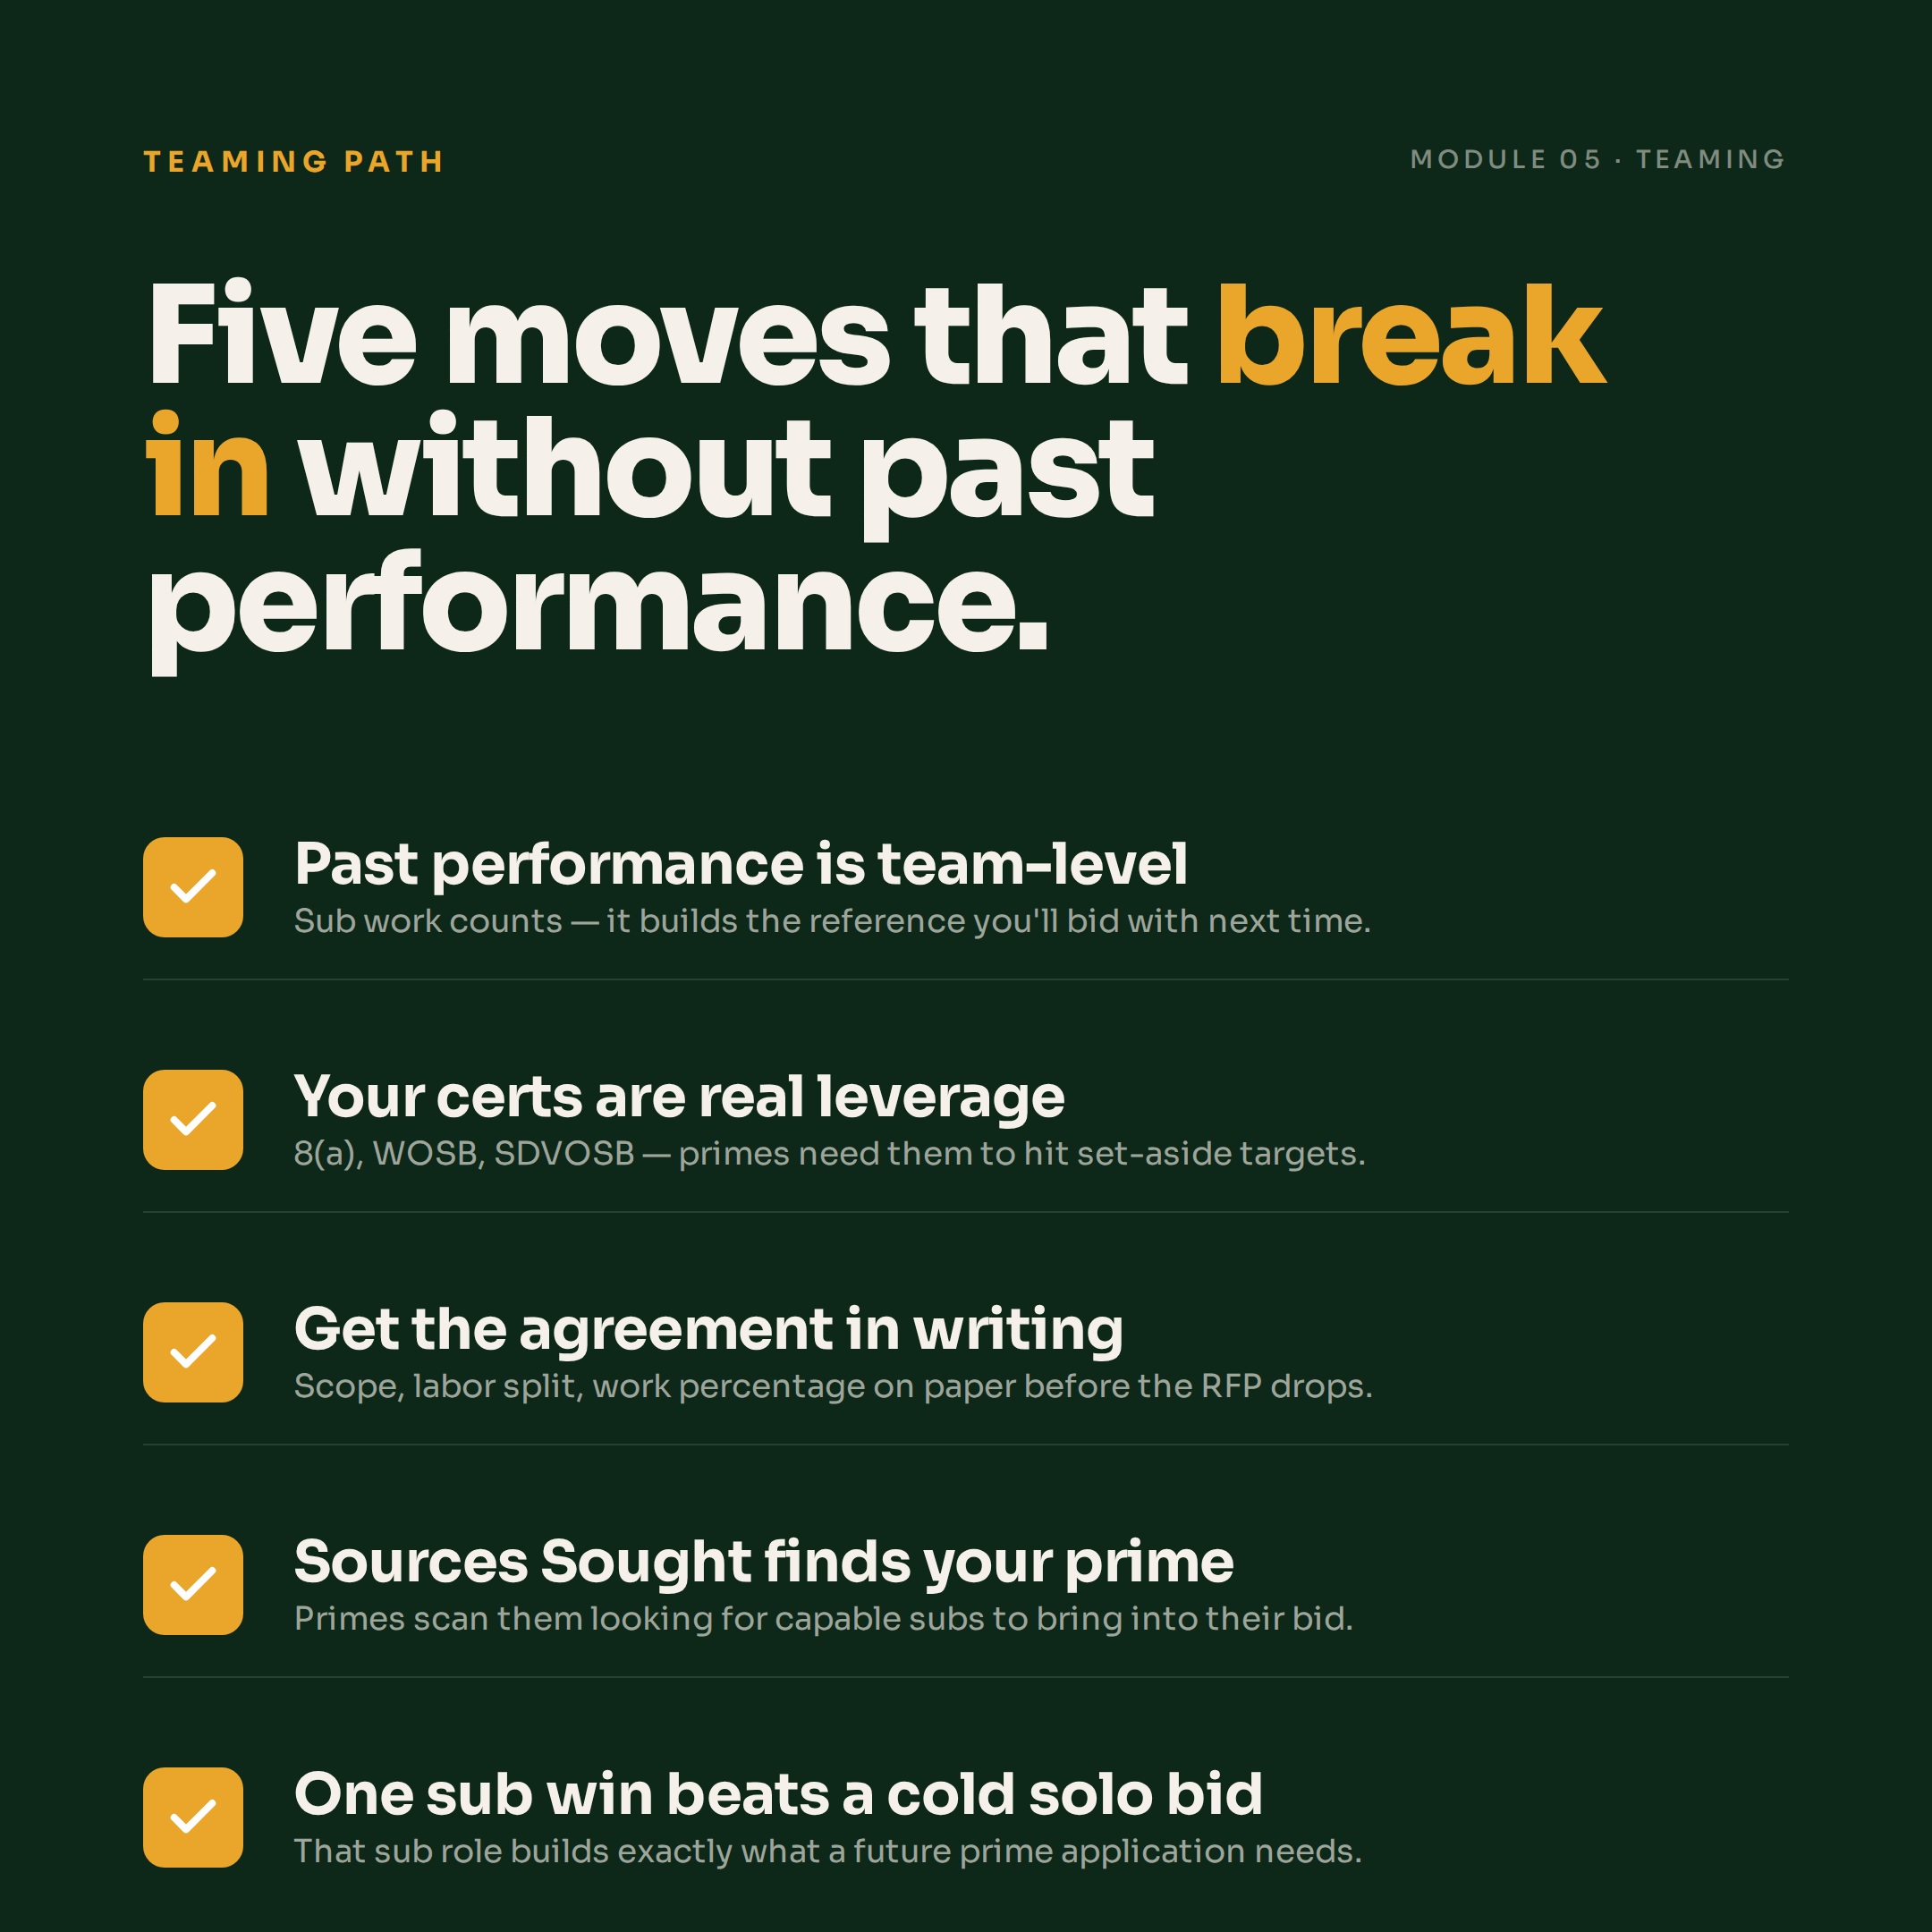 TEAMING PATH
MODULE 05 · TEAMING
Five moves that break
in without past
performance.
Past performance is team-level
Sub work counts — it builds the reference you'll bid with next time.
Your certs are real leverage
8(a), WOSB, SDVOSB — primes need them to hit set-aside targets.
Get the agreement in writing
Scope, labor split, work percentage on paper before the RFP drops.
Sources Sought finds your prime
Primes scan them looking for capable subs to bring into their bid.
One sub win beats a cold solo bid
That sub role builds exactly what a future prime application needs.